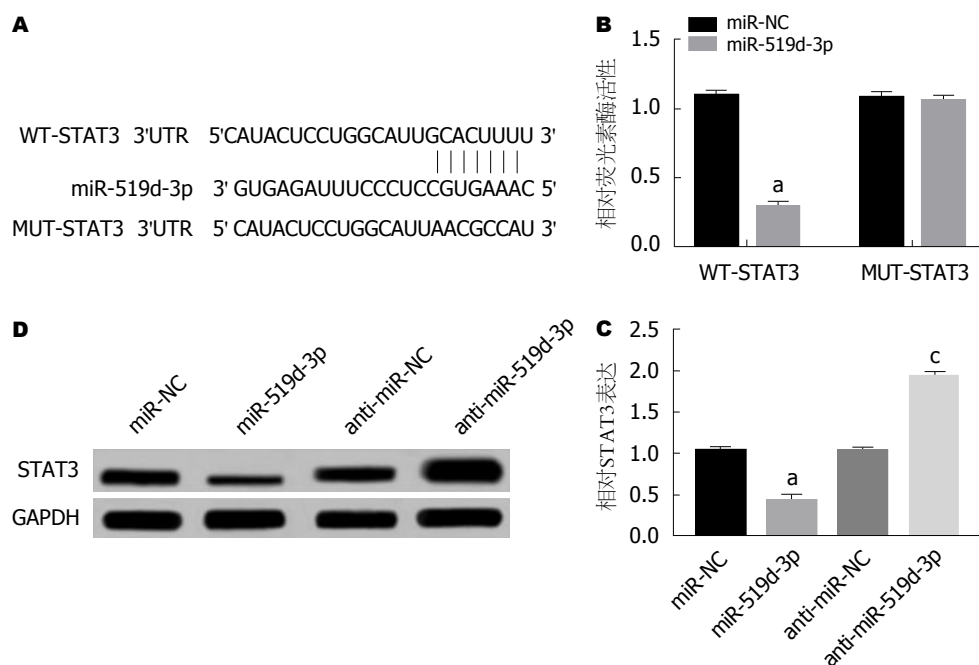 A
WT-STAT3 3'UTR 5'CAUACUCCUGGCAUUGCACUUUU 3'
miR-519d-3p 3' GUGAGAUUUCCCUCCGUGAAAC 5'
MUT-STAT3 3'UTR 5' CAUACUCCUGGCAUUAACGCCAU 3'
B
miR-NC
miR-519d-3p
相对荧光素酶活性
1.5
1.0
0.5
0.0
a
WT-STAT3 MUT-STAT3
D
miR-NC miR-519d-3p anti-miR-NC anti-miR-519d-3p
STAT3
GAPDH
C
相对STAT3表达
2.5
2.0
1.5
1.0
0.5
0.0
a
c
miR-NC miR-519d-3p anti-miR-NC anti-miR-519d-3p